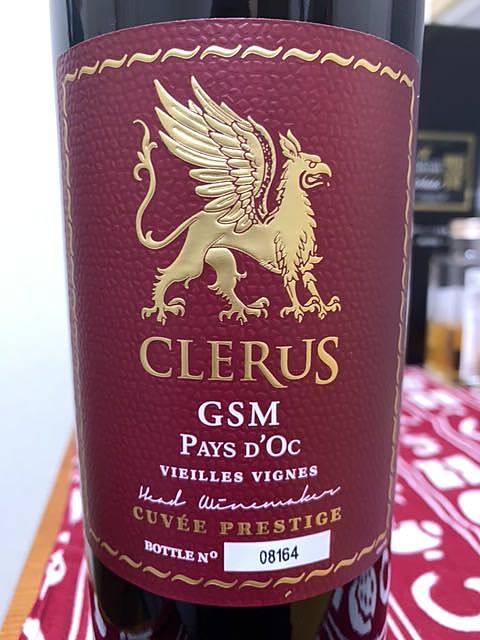 CLERUS
GSM
PAYS D'OC
VIEILLES VIGNES
Head Winemaker
CUVÉE PRESTIGE
BOTTLE Nº 08164